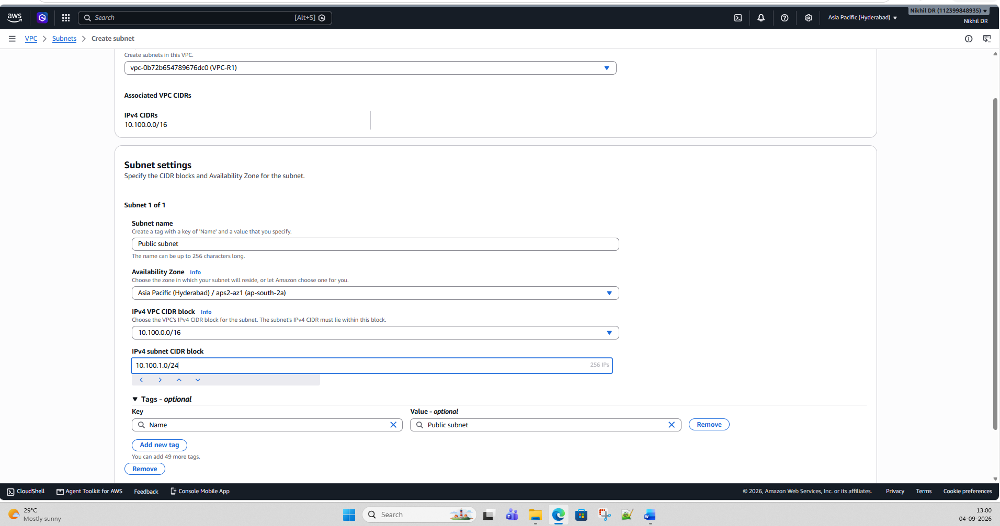 aws
Search
[Alt+S]
Asia Pacific (Hyderabad)
Nikhil DR (112399848935)
Nikhil DR
VPC
Subnets
Create subnet
Create subnets in this VPC.
vpc-0b72b654789676dc0 (VPC-R1)
Associated VPC CIDRs
IPv4 CIDRs
10.100.0.0/16
Subnet settings
Specify the CIDR blocks and Availability Zone for the subnet.
Subnet 1 of 1
Subnet name
Create a tag with a key of 'Name' and a value that you specify.
Public subnet
The name can be up to 256 characters long.
Availability Zone Info
Choose the zone in which your subnet will reside, or let Amazon choose one for you.
Asia Pacific (Hyderabad) / aps2-az1 (ap-south-2a)
IPv4 VPC CIDR block Info
Choose the VPC's IPv4 CIDR block for the subnet. The subnet's IPv4 CIDR must lie within this block.
10.100.0.0/16
IPv4 subnet CIDR block
10.100.1.0/24
256 IPs
Tags - optional
Key
Value - optional
Name
Public subnet
Remove
Add new tag
You can add 49 more tags.
Remove
CloudShell
Agent Toolkit for AWS
Feedback
Console Mobile App
© 2026, Amazon Web Services, Inc. or its affiliates.
Privacy
Terms
Cookie preferences
29°C
Mostly sunny
Search
13:00
04-09-2026